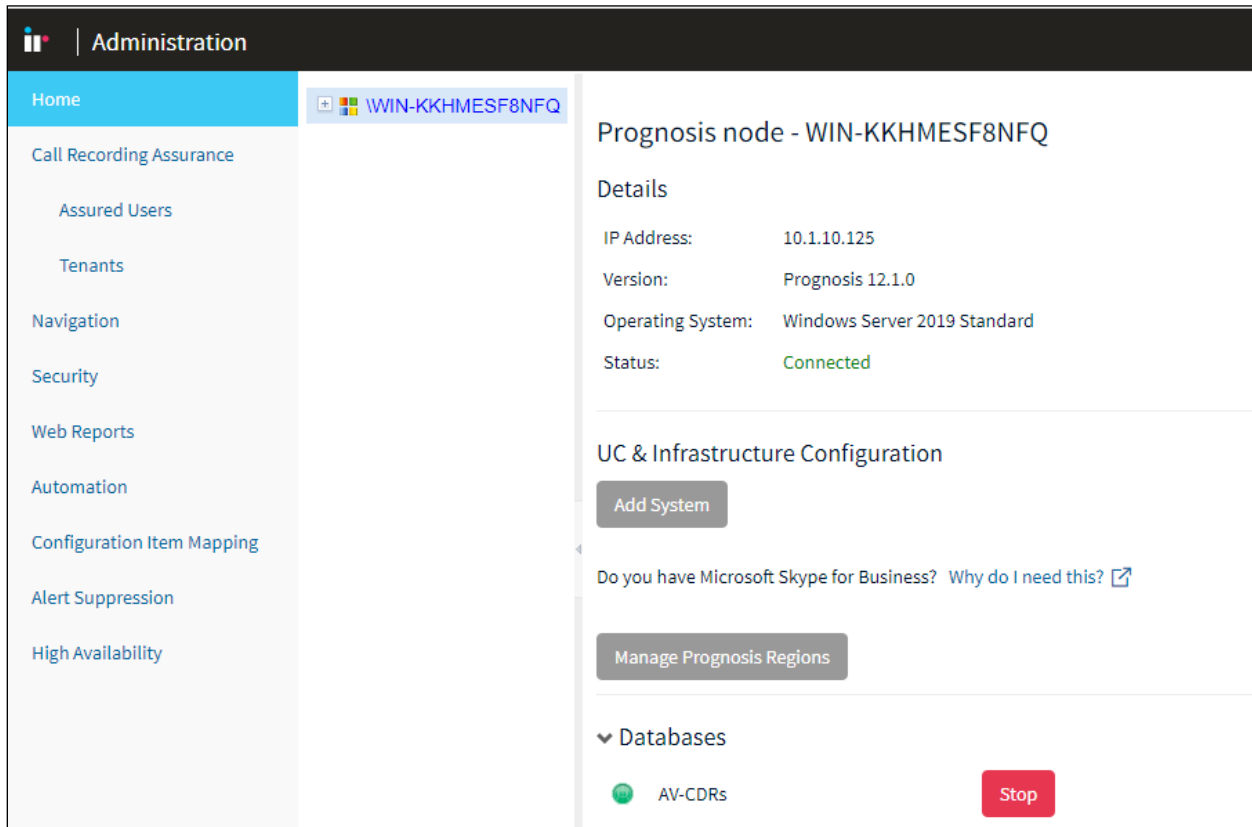 ir | Administration
Home
Call Recording Assurance
Assured Users
Tenants
Navigation
Security
Web Reports
Automation
Configuration Item Mapping
Alert Suppression
High Availability
\WIN-KKHMESF8NFQ
Prognosis node - WIN-KKHMESF8NFQ
Details
IP Address: 10.1.10.125
Version: Prognosis 12.1.0
Operating System: Windows Server 2019 Standard
Status: Connected
UC & Infrastructure Configuration
Add System
Do you have Microsoft Skype for Business? Why do I need this?
Manage Prognosis Regions
Databases
AV-CDRs Stop